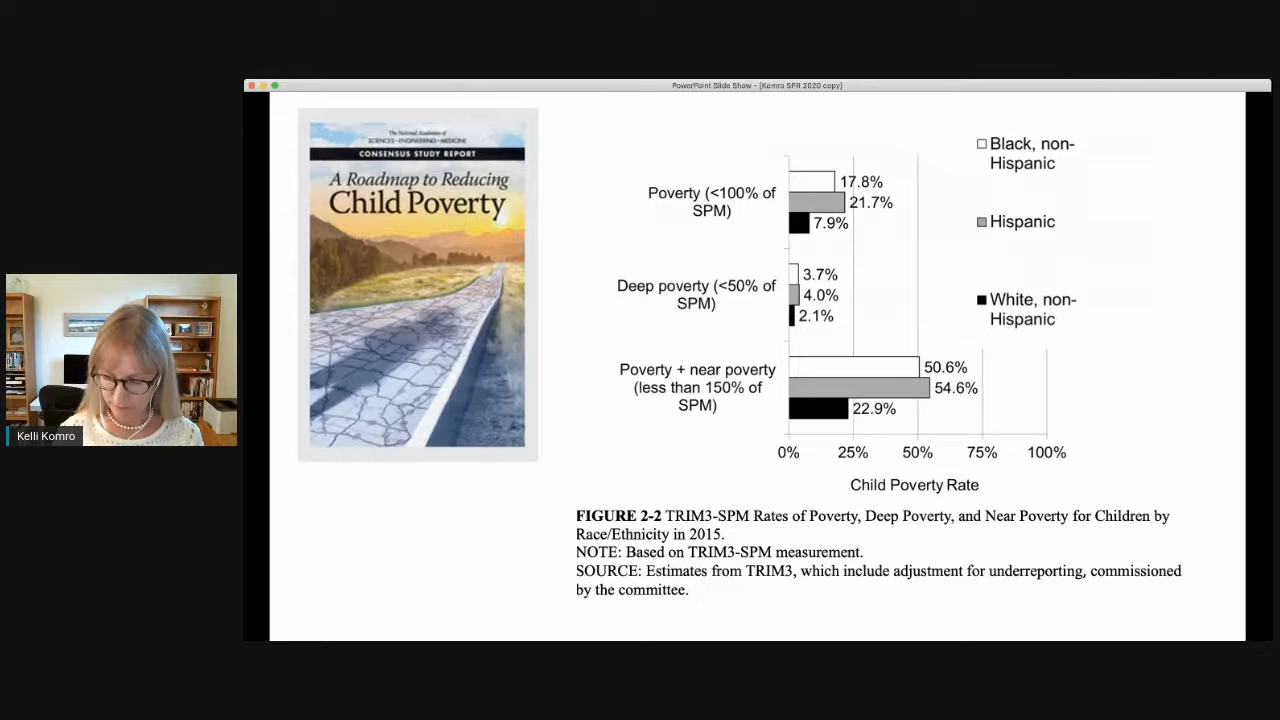 PowerPoint Slide Show - [Komro SPR 2020 copy]
The National Academies of
SCIENCES • ENGINEERING • MEDICINE
CONSENSUS STUDY REPORT
A Roadmap to Reducing
Child Poverty
Black, non-
Hispanic
Hispanic
White, non-
Hispanic
Poverty (<100% of
SPM)
17.8%
21.7%
7.9%
Deep poverty (<50% of
SPM)
3.7%
4.0%
2.1%
Poverty + near poverty
(less than 150% of
SPM)
50.6%
54.6%
22.9%
0% 25% 50% 75% 100%
Child Poverty Rate
FIGURE 2-2 TRIM3-SPM Rates of Poverty, Deep Poverty, and Near Poverty for Children by
Race/Ethnicity in 2015.
NOTE: Based on TRIM3-SPM measurement.
SOURCE: Estimates from TRIM3, which include adjustment for underreporting, commissioned
by the committee.
Kelli Komro